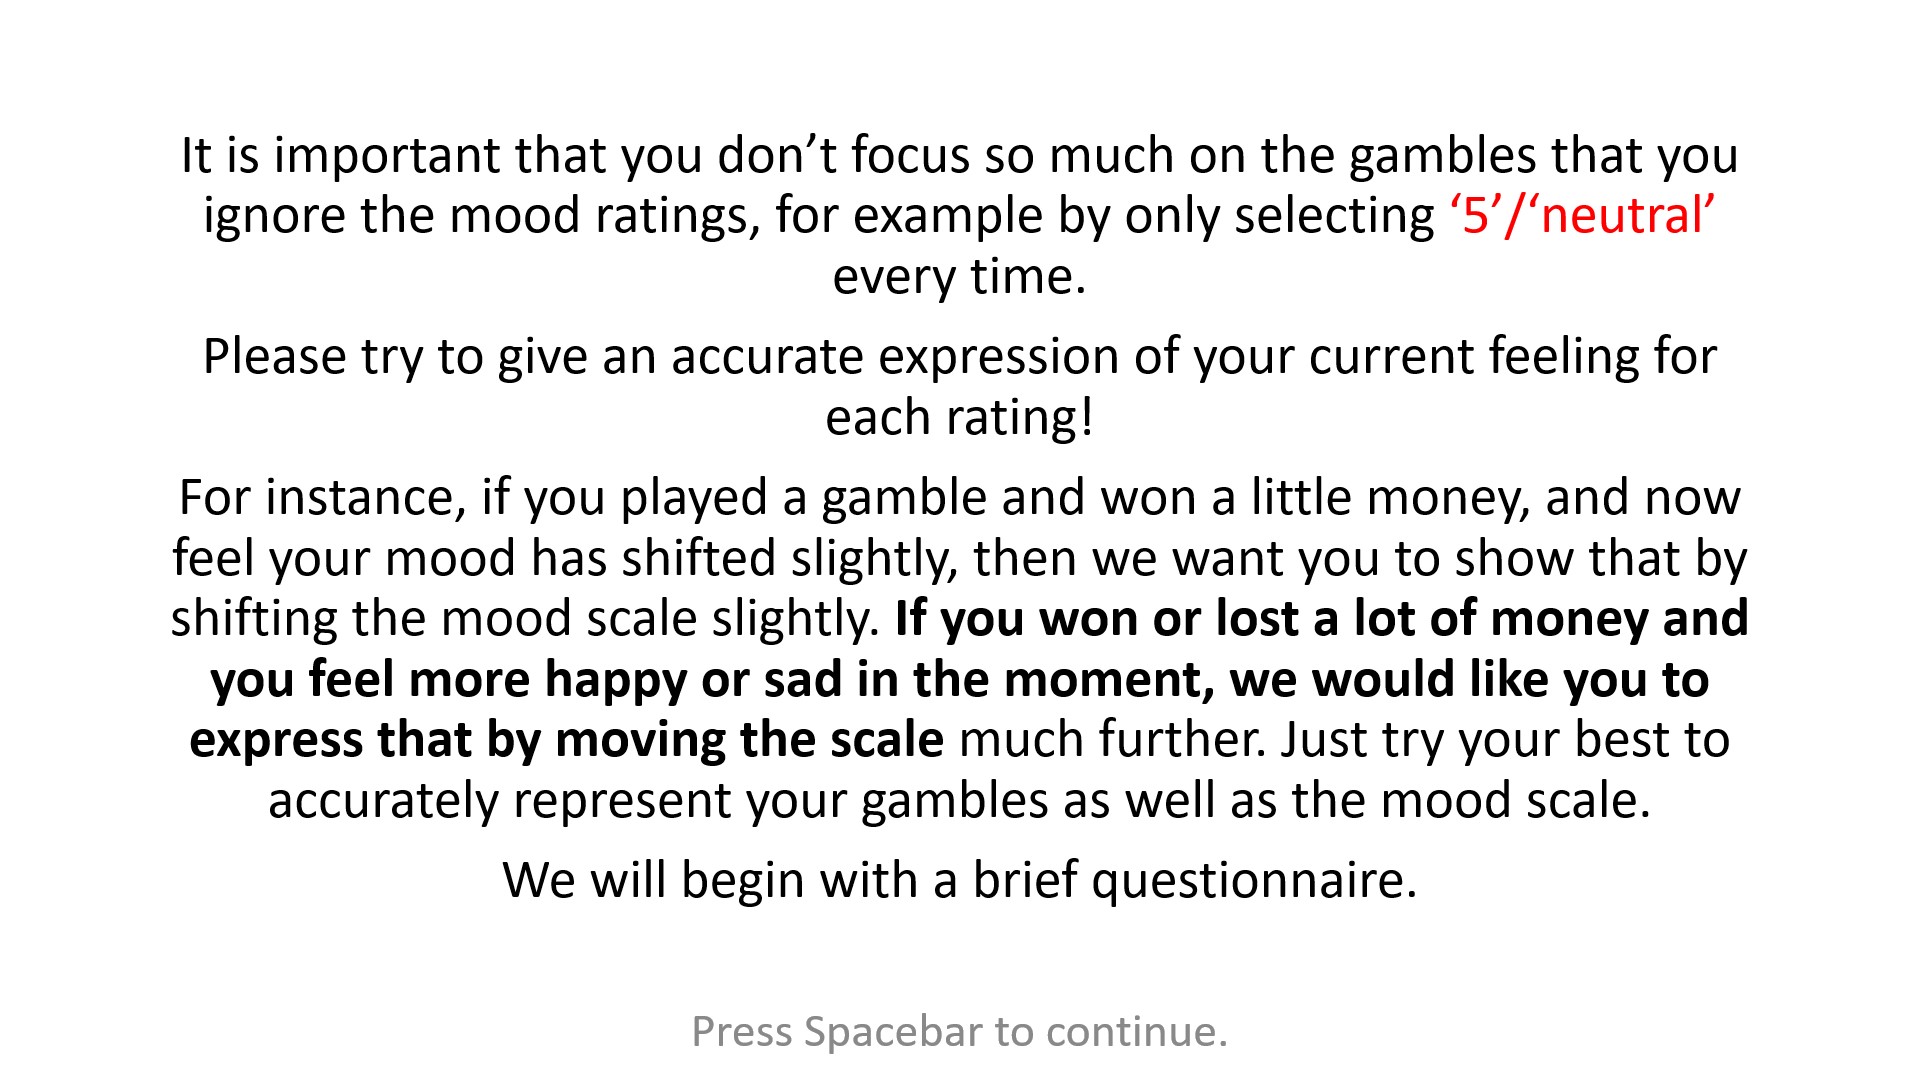 It is important that you don’t focus so much on the gambles that you
ignore the mood ratings, for example by only selecting ‘5’/‘neutral’
every time.
Please try to give an accurate expression of your current feeling for
each rating!
For instance, if you played a gamble and won a little money, and now
feel your mood has shifted slightly, then we want you to show that by
shifting the mood scale slightly. If you won or lost a lot of money and
you feel more happy or sad in the moment, we would like you to
express that by moving the scale much further. Just try your best to
accurately represent your gambles as well as the mood scale.
We will begin with a brief questionnaire.
Press Spacebar to continue.